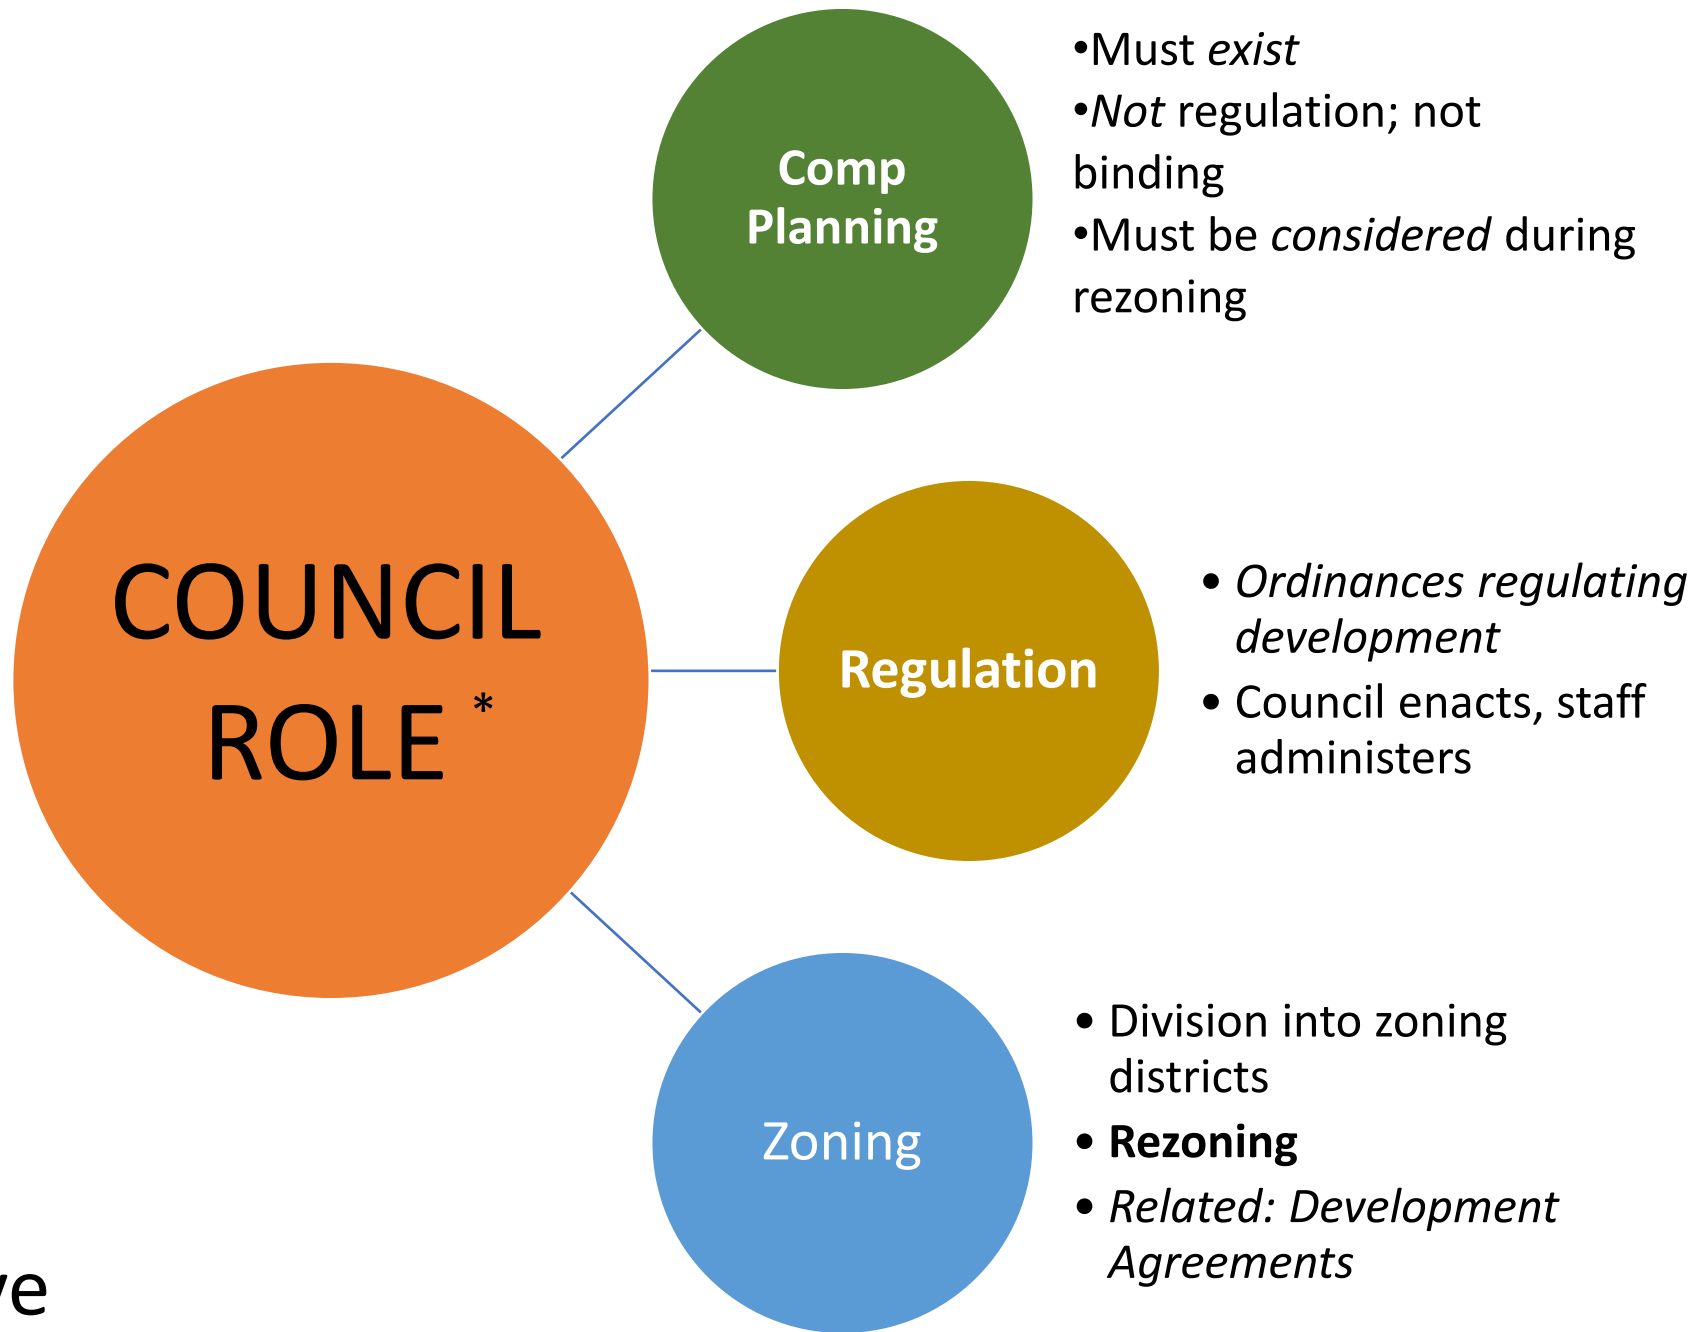 COUNCIL
ROLE *
Comp
Planning
•Must exist
•Not regulation; not
binding
•Must be considered during
rezoning
Regulation
• Ordinances regulating
development
• Council enacts, staff
administers
Zoning
• Division into zoning
districts
• Rezoning
• Related: Development
Agreements